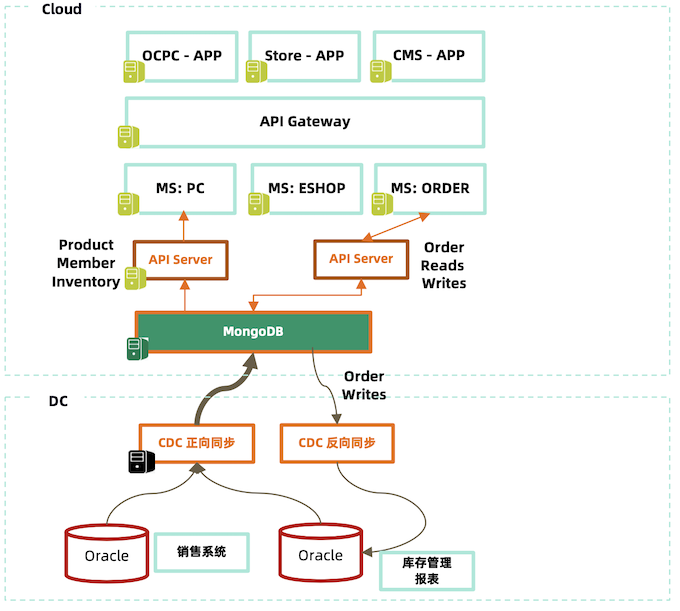 Cloud
OCPC – APP
Store – APP
CMS – APP
API Gateway
MS: PC
MS: ESHOP
MS: ORDER
Product
Member
Inventory
API Server
API Server
Order
Reads
Writes
MongoDB
Order
Writes
DC
CDC 正向同步
CDC 反向同步
Oracle
销售系统
Oracle
库存管理
报表